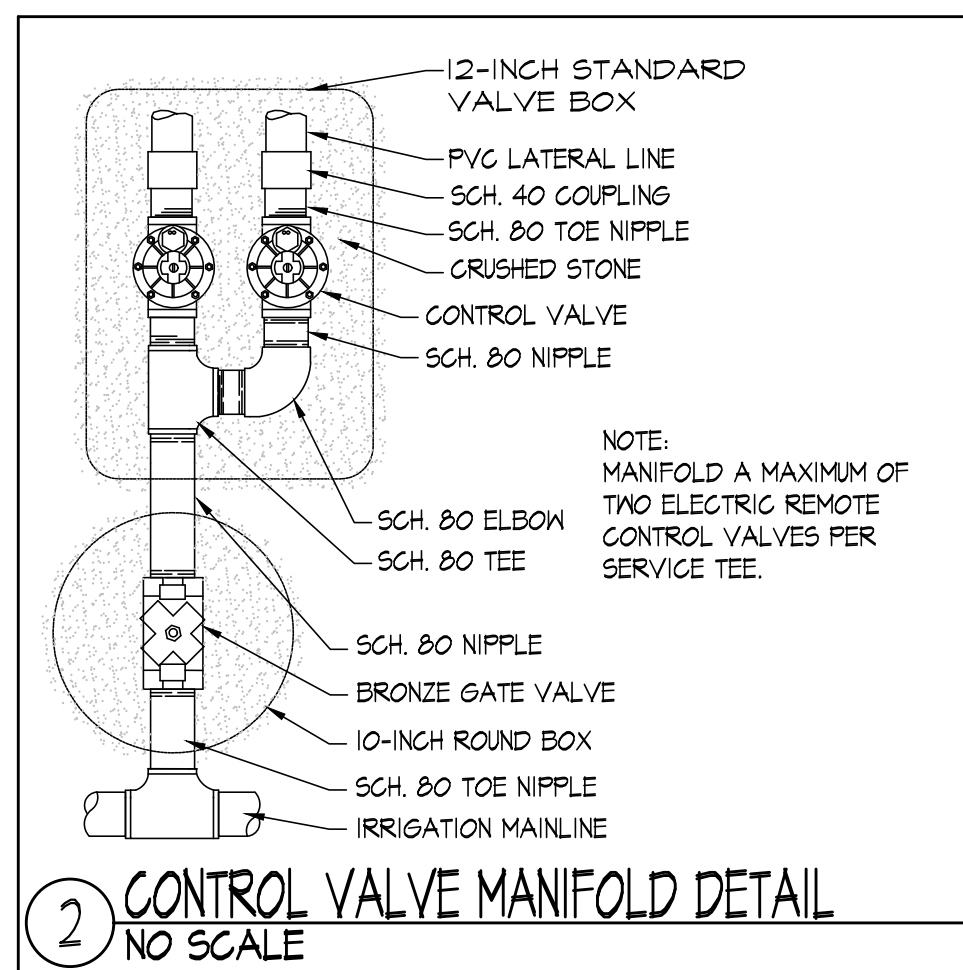 12-INCH STANDARD
VALVE BOX
PVC LATERAL LINE
SCH. 40 COUPLING
SCH. 80 TOE NIPPLE
CRUSHED STONE
CONTROL VALVE
SCH. 80 NIPPLE
NOTE:
MANIFOLD A MAXIMUM OF
TWO ELECTRIC REMOTE
CONTROL VALVES PER
SERVICE TEE.
SCH. 80 ELBOW
SCH. 80 TEE
SCH. 80 NIPPLE
BRONZE GATE VALVE
10-INCH ROUND BOX
SCH. 80 TOE NIPPLE
IRRIGATION MAINLINE
2
CONTROL VALVE MANIFOLD DETAIL
NO SCALE